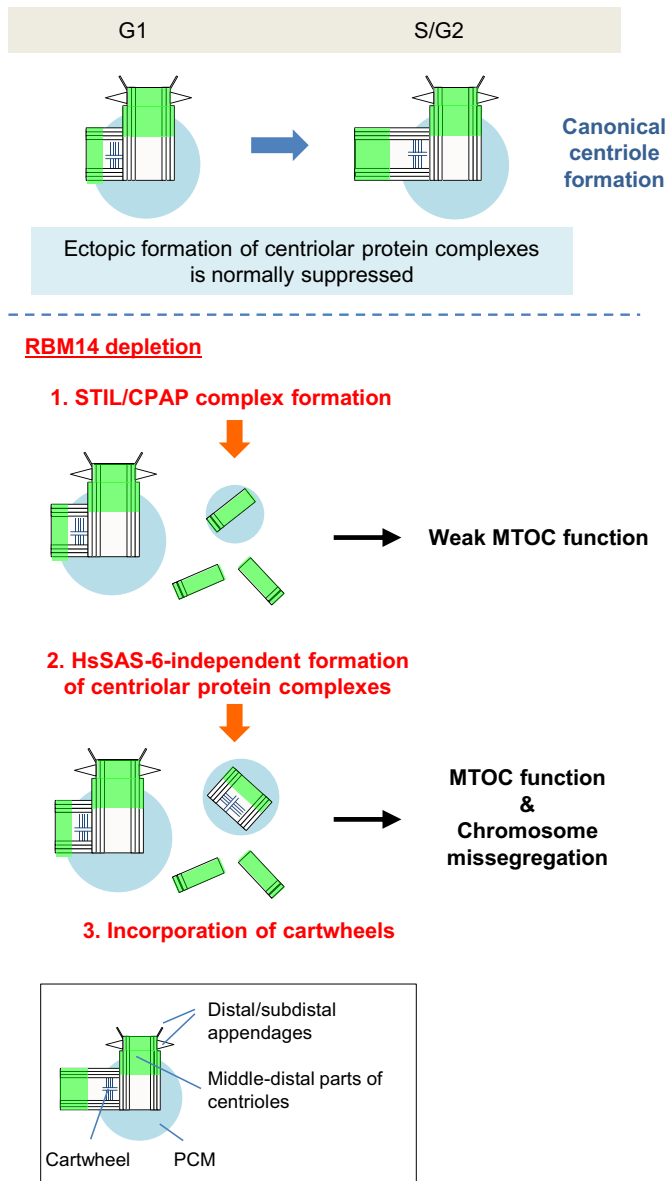 G1
S/G2
Canonical
centriole
formation
Ectopic formation of centriolar protein complexes
is normally suppressed
RBM14 depletion
1. STIL/CPAP complex formation
Weak MTOC function
2. HsSAS-6-independent formation
of centriolar protein complexes
MTOC function
&
Chromosome
missegregation
3. Incorporation of cartwheels
Distal/subdistal
appendages
Middle-distal parts of
centrioles
Cartwheel
PCM